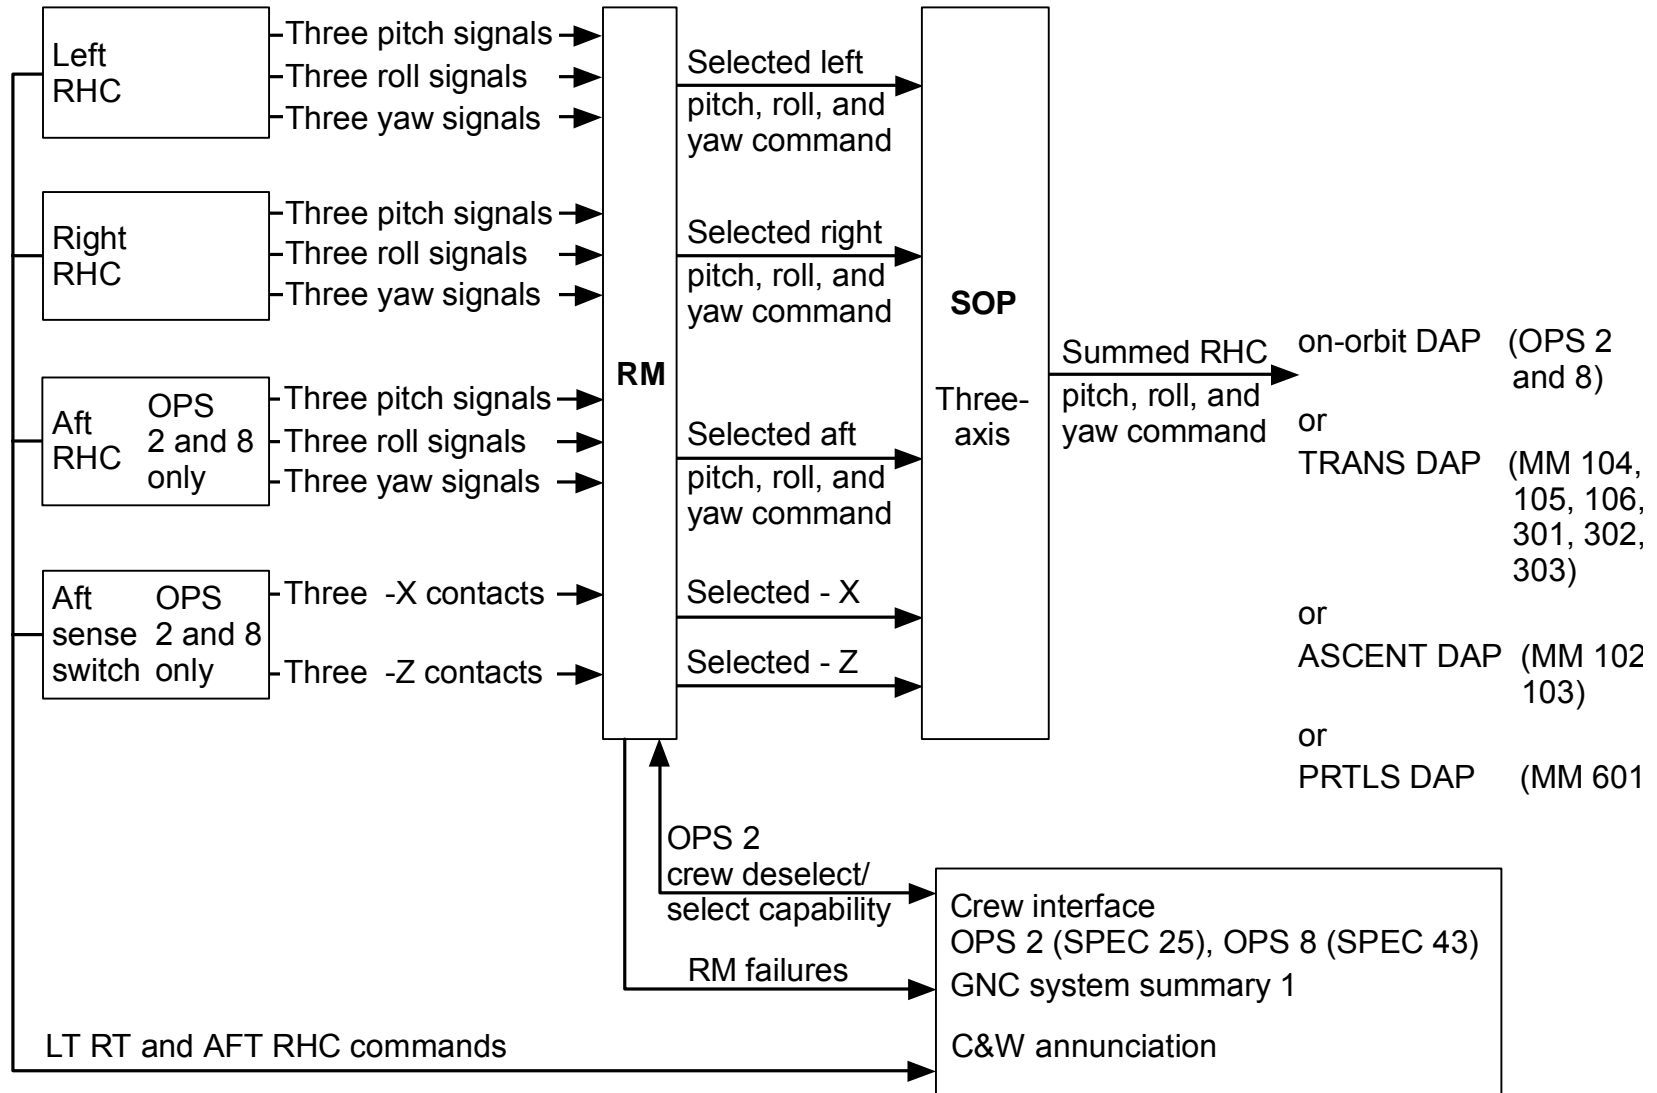 Left
RHC
Three pitch signals
Three roll signals
Three yaw signals
Right
RHC
Three pitch signals
Three roll signals
Three yaw signals
Aft
RHC
OPS
2 and 8
only
Three pitch signals
Three roll signals
Three yaw signals
Aft
sense
switch
OPS
2 and 8
only
Three -X contacts
Three -Z contacts
RM
Selected left
pitch, roll, and
yaw command
Selected right
pitch, roll, and
yaw command
Selected aft
pitch, roll, and
yaw command
Selected - X
Selected - Z
SOP
Three-
axis
Summed RHC
pitch, roll, and
yaw command
on-orbit DAP (OPS 2
and 8)
or
TRANS DAP (MM 104,
105, 106,
301, 302,
303)
or
ASCENT DAP (MM 102
103)
or
PRTLS DAP (MM 601
OPS 2
crew deselect/
select capability
RM failures
LT RT and AFT RHC commands
Crew interface
OPS 2 (SPEC 25), OPS 8 (SPEC 43)
GNC system summary 1
C&W annunciation